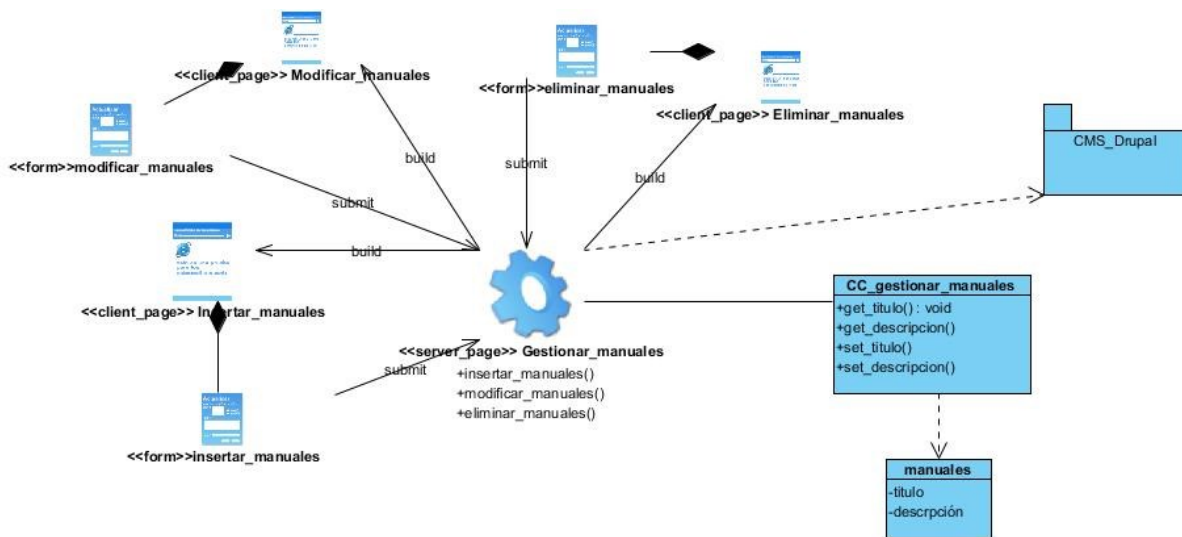 <<client_page>> Modificar_manuales
<<form>>eliminar_manuales
<<client_page>> Eliminar_manuales
CMS_Drupal
<<form>>modificar_manuales
build
submit
build
submit
build
<<client_page>> Insertar_manuales
CC_gestionar_manuales
+get_titulo() : void
+get_descripcion()
+set_titulo()
+set_descripcion()
<<server_page>> Gestionar_manuales
+insertar_manuales()
+modificar_manuales()
+eliminar_manuales()
submit
<<form>>insertar_manuales
manuales
-titulo
-descrpción